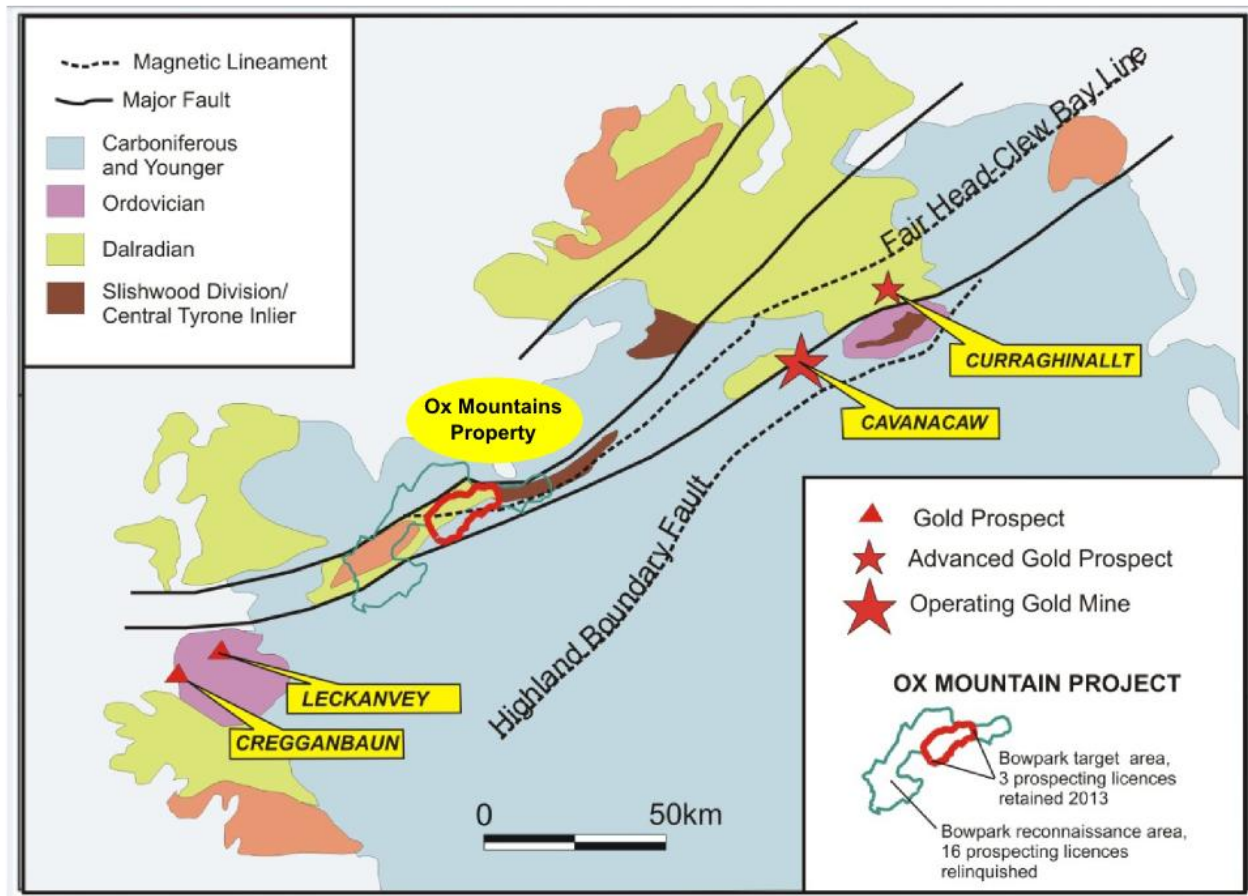 Magnetic Lineament
Major Fault
Carboniferous
and Younger
Ordovician
Dalradian
Slishwood Division/
Central Tyrone Inlier
Fair Head-Clew Bay Line
CURRAGHINALLT
CAVANACAW
Ox Mountains
Property
Highland Boundary Fault
LECKANVEY
CREGGANBAUN
0 50km
Gold Prospect
Advanced Gold Prospect
Operating Gold Mine
OX MOUNTAIN PROJECT
Bowpark target area,
3 prospecting licences
retained 2013
Bowpark reconnaissance area,
16 prospecting licences
relinquished